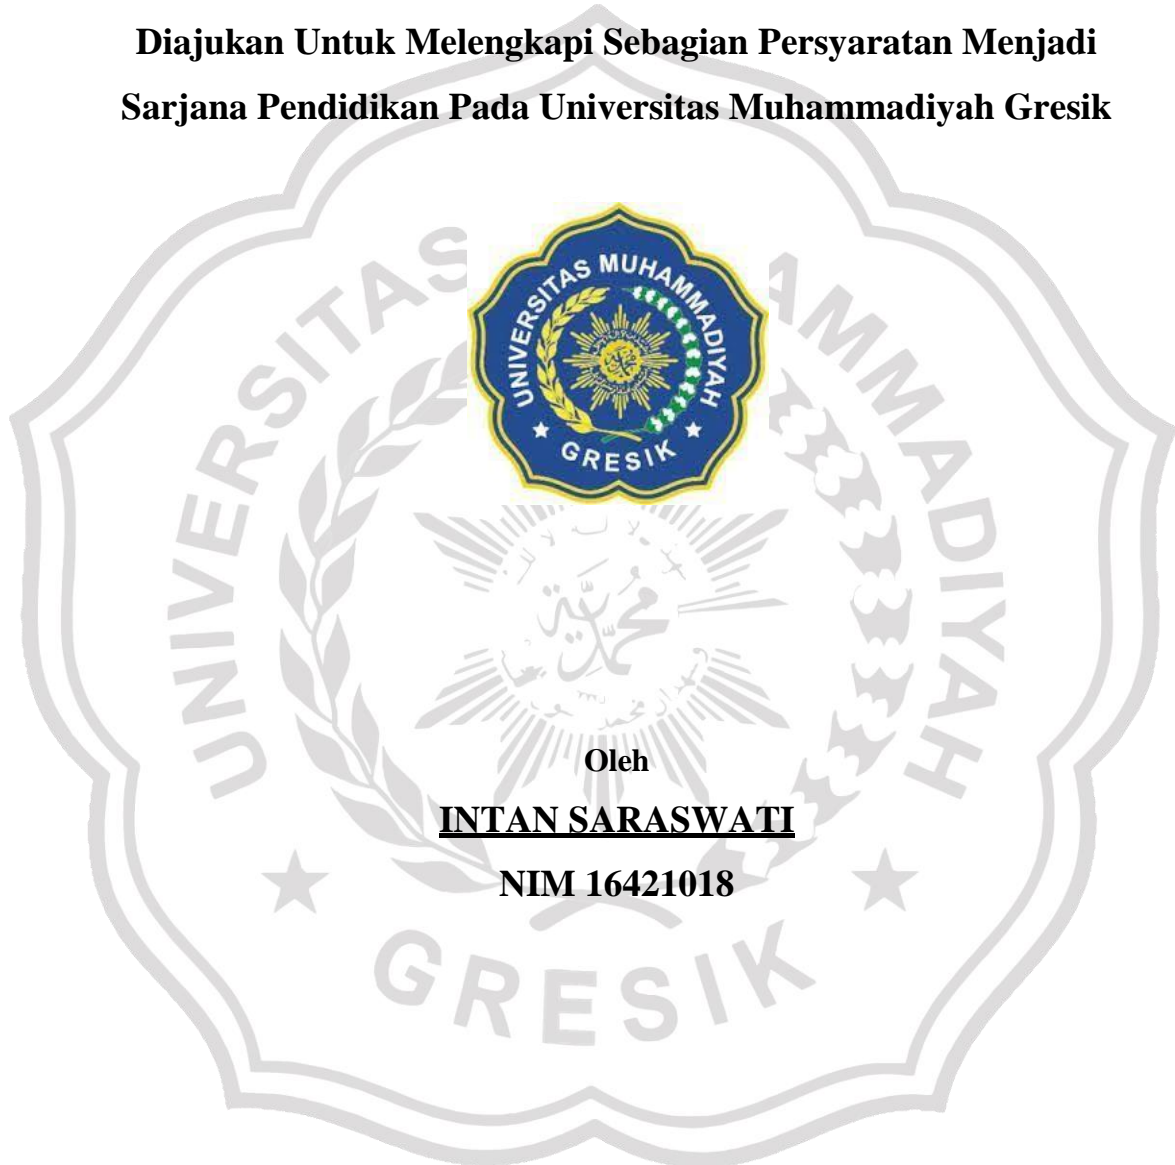 Diajukan Untuk Melengkapi Sebagian Persyaratan Menjadi
Sarjana Pendidikan Pada Universitas Muhammadiyah Gresik
UNIVERSITAS MUHAMMADIYAH
GRESIK
Oleh
INTAN SARASWATI
NIM 16421018
UNIVERSITAS MUHAMMADIYAH
GRESIK